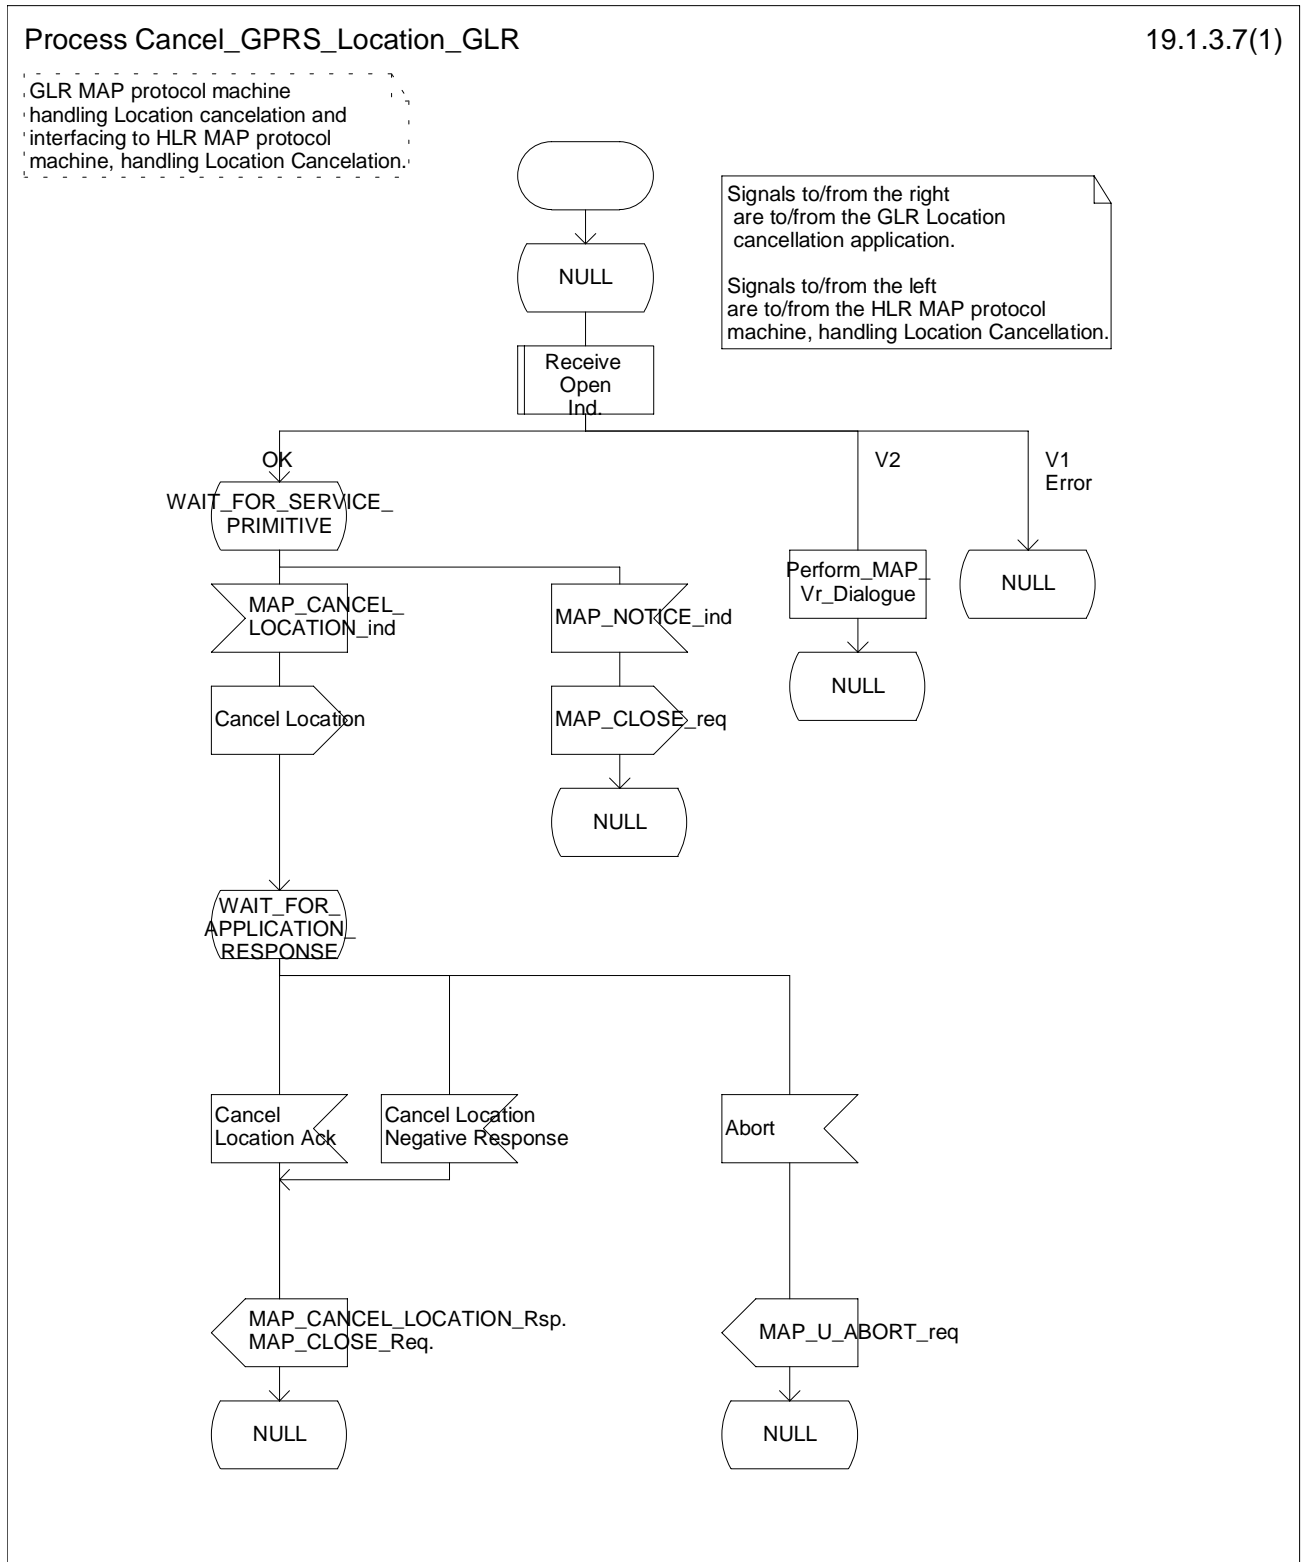 Process Cancel_GPRS_Location_GLR
19.1.3.7(1)
GLR MAP protocol machine
handling Location cancelation and
interfacing to HLR MAP protocol
machine, handling Location Cancelation.
Signals to/from the right
are to/from the GLR Location
cancellation application.
Signals to/from the left
are to/from the HLR MAP protocol
machine, handling Location Cancellation.
NULL
Receive
Open
Ind.
OK
V2
V1
Error
WAIT_FOR_SERVICE_
PRIMITIVE
Perform_MAP_
Vr_Dialogue
NULL
MAP_CANCEL_
LOCATION_ind
MAP_NOTICE_ind
NULL
Cancel Location
MAP_CLOSE_req
NULL
WAIT_FOR_
APPLICATION_
RESPONSE
Cancel
Location Ack
Cancel Location
Negative Response
Abort
MAP_CANCEL_LOCATION_Rsp.
MAP_CLOSE_Req.
MAP_U_ABORT_req
NULL
NULL